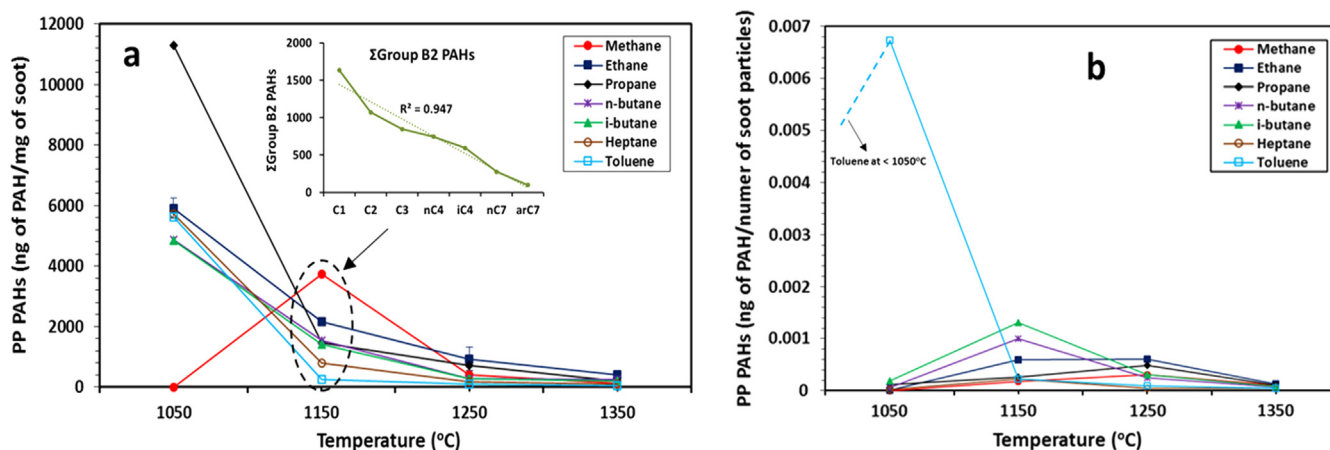 a
PP PAHs (ng of PAH/mg of soot)
12000
10000
8000
6000
4000
2000
0
1050
1150
1250
1350
Temperature (oC)
ΣGroup B2 PAHs
ΣGroup B2 PAHs
2000
1500
1000
500
0
R² = 0.947
C1
C2
C3
nC4
iC4
nC7
arC7
Methane
Ethane
Propane
n-butane
i-butane
Heptane
Toluene
b
PP PAHs (ng of PAH/numer of soot particles)
0.007
0.006
0.005
0.004
0.003
0.002
0.001
0
1050
1150
1250
1350
Temperature (oC)
Toluene at < 1050°C
Methane
Ethane
Propane
n-butane
i-butane
Heptane
Toluene